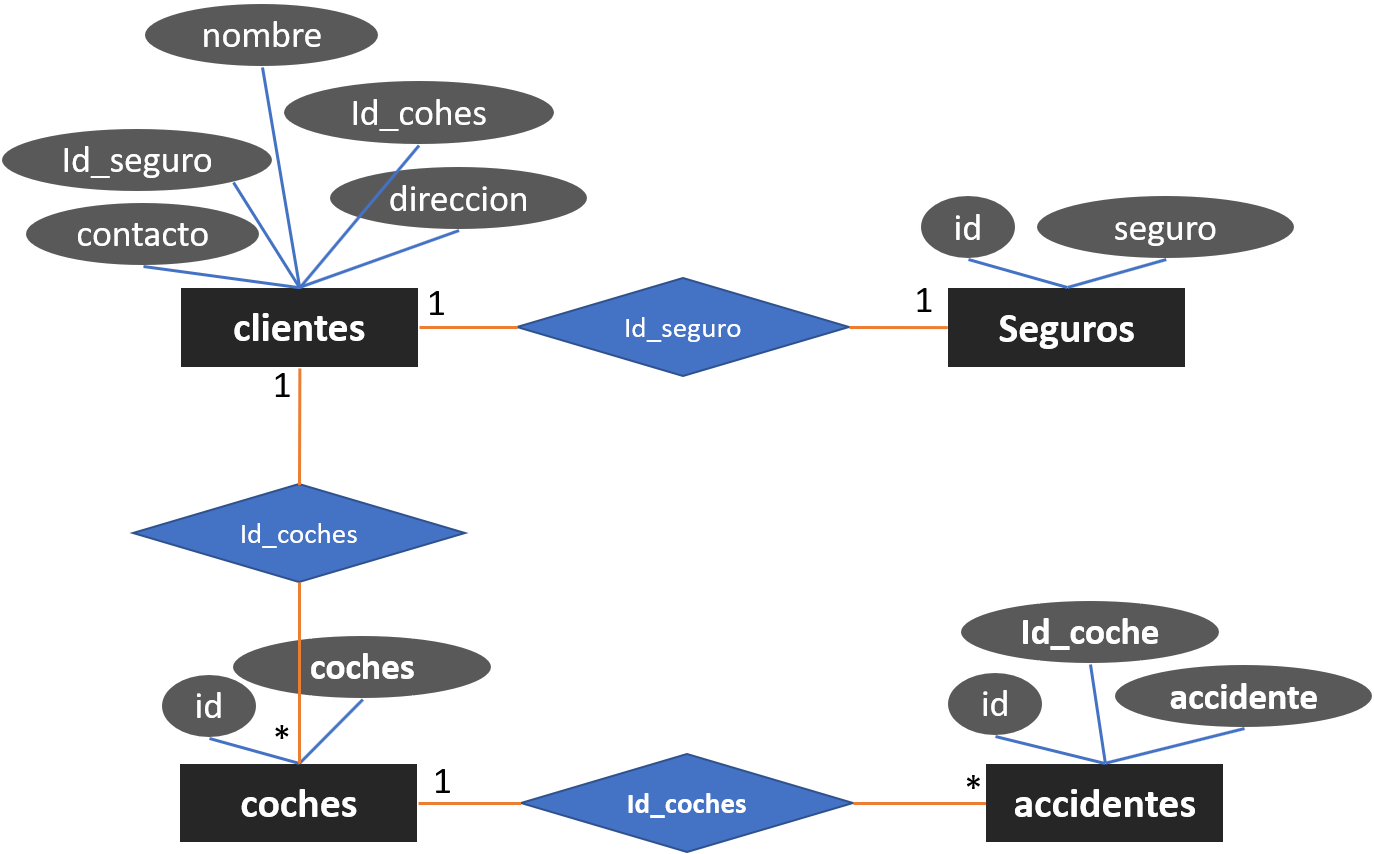 nombre
Id_cohes
Id_seguro
direccion
contacto
id
seguro
clientes
1
Id_seguro
1
Seguros
1
Id_coches
*
id
coches
coches
1
Id_coches
*
Id_coche
id
accidente
accidentes